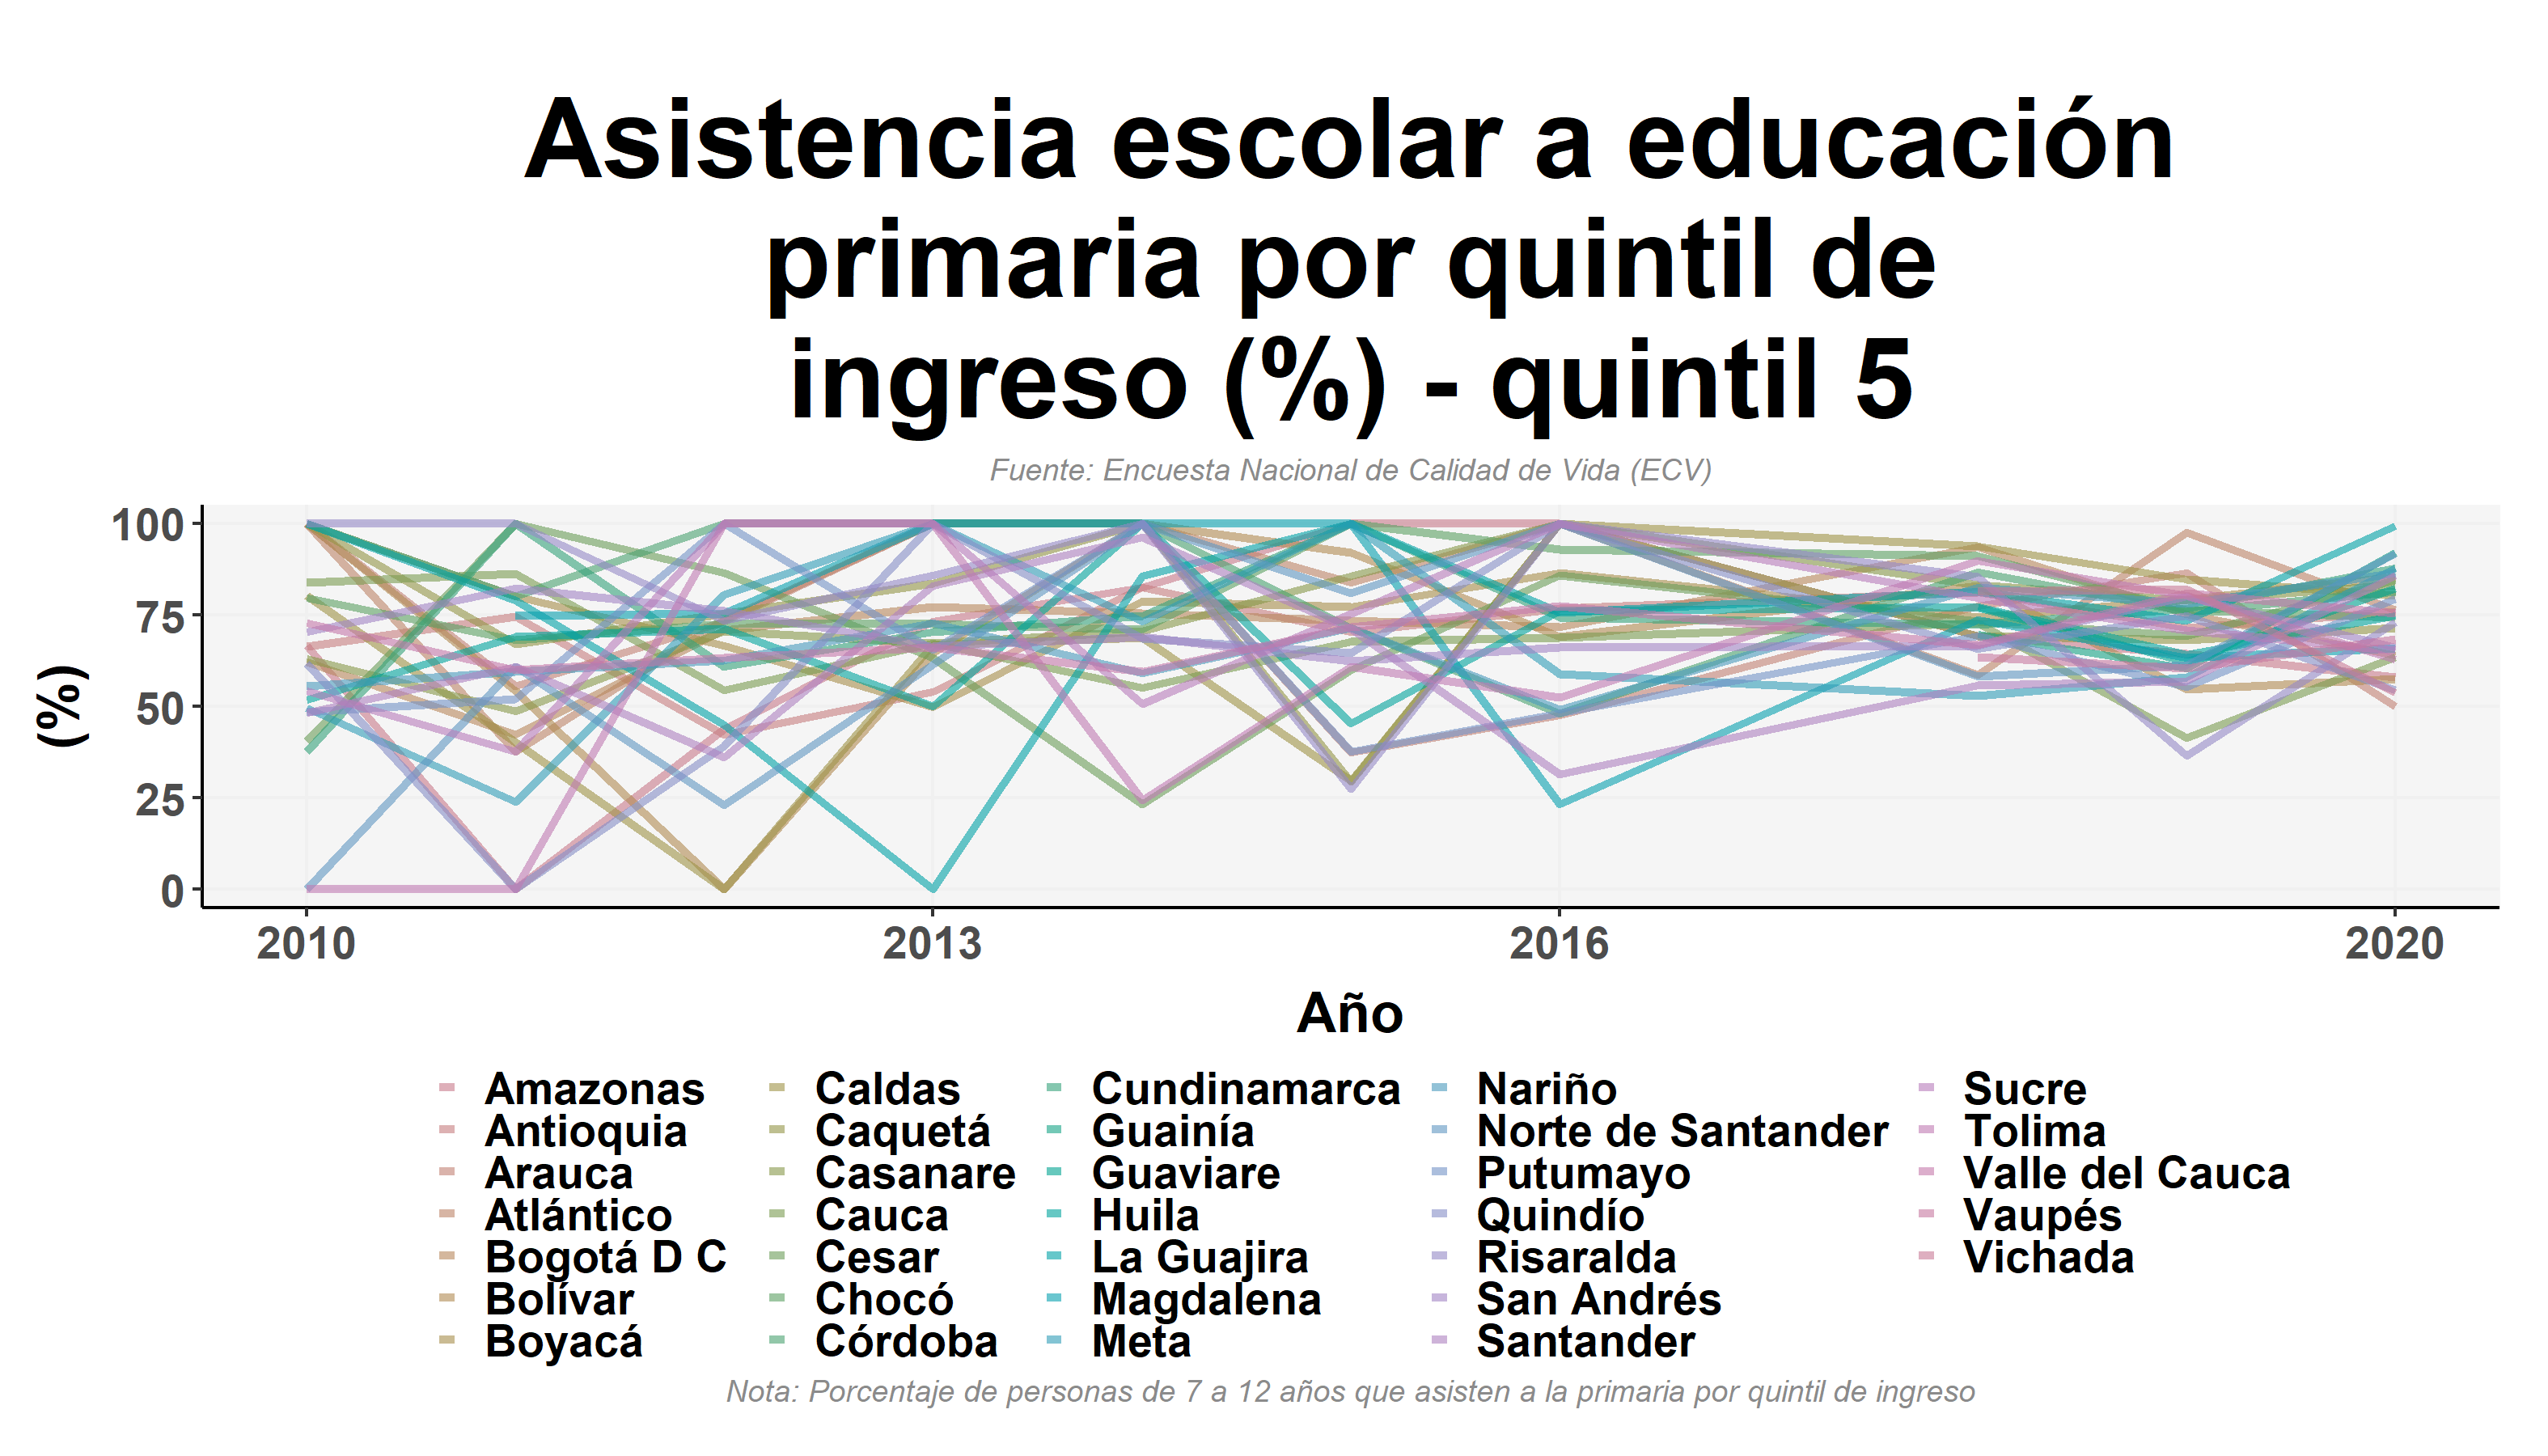 Asistencia escolar a educación
primaria por quintil de
ingreso (%) - quintil 5
Fuente: Encuesta Nacional de Calidad de Vida (ECV)
100
75
50
25
0
(%)
2010 2013 2016 2020
Año
Amazonas Caldas Cundinamarca Nariño Sucre
Antioquia Caquetá Guainía Norte de Santander Tolima
Arauca Casanare Guaviare Putumayo Valle del Cauca
Atlántico Cauca Huila Quindío Vaupés
Bogotá D C Cesar La Guajira Risaralda Vichada
Bolívar Chocó Magdalena San Andrés
Boyacá Córdoba Meta Santander
Nota: Porcentaje de personas de 7 a 12 años que asisten a la primaria por quintil de ingreso